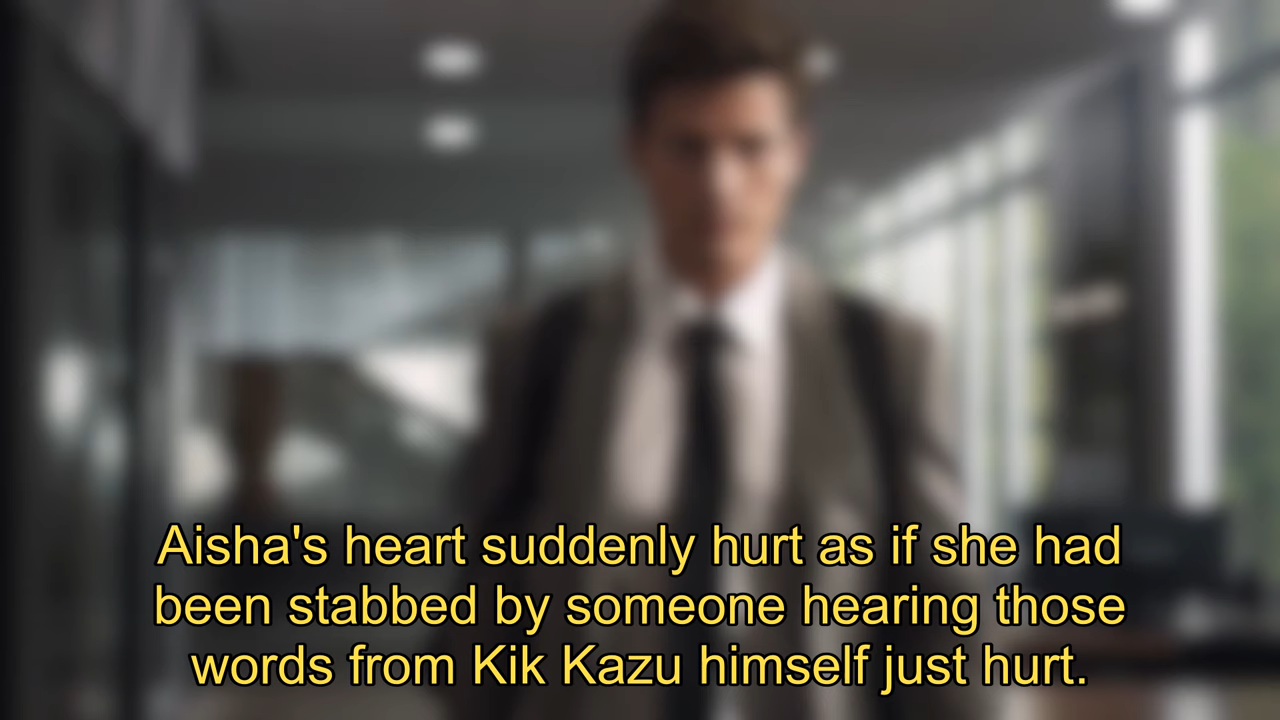 Aisha's heart suddenly hurt as if she had
been stabbed by someone hearing those
words from Kik Kazu himself just hurt.